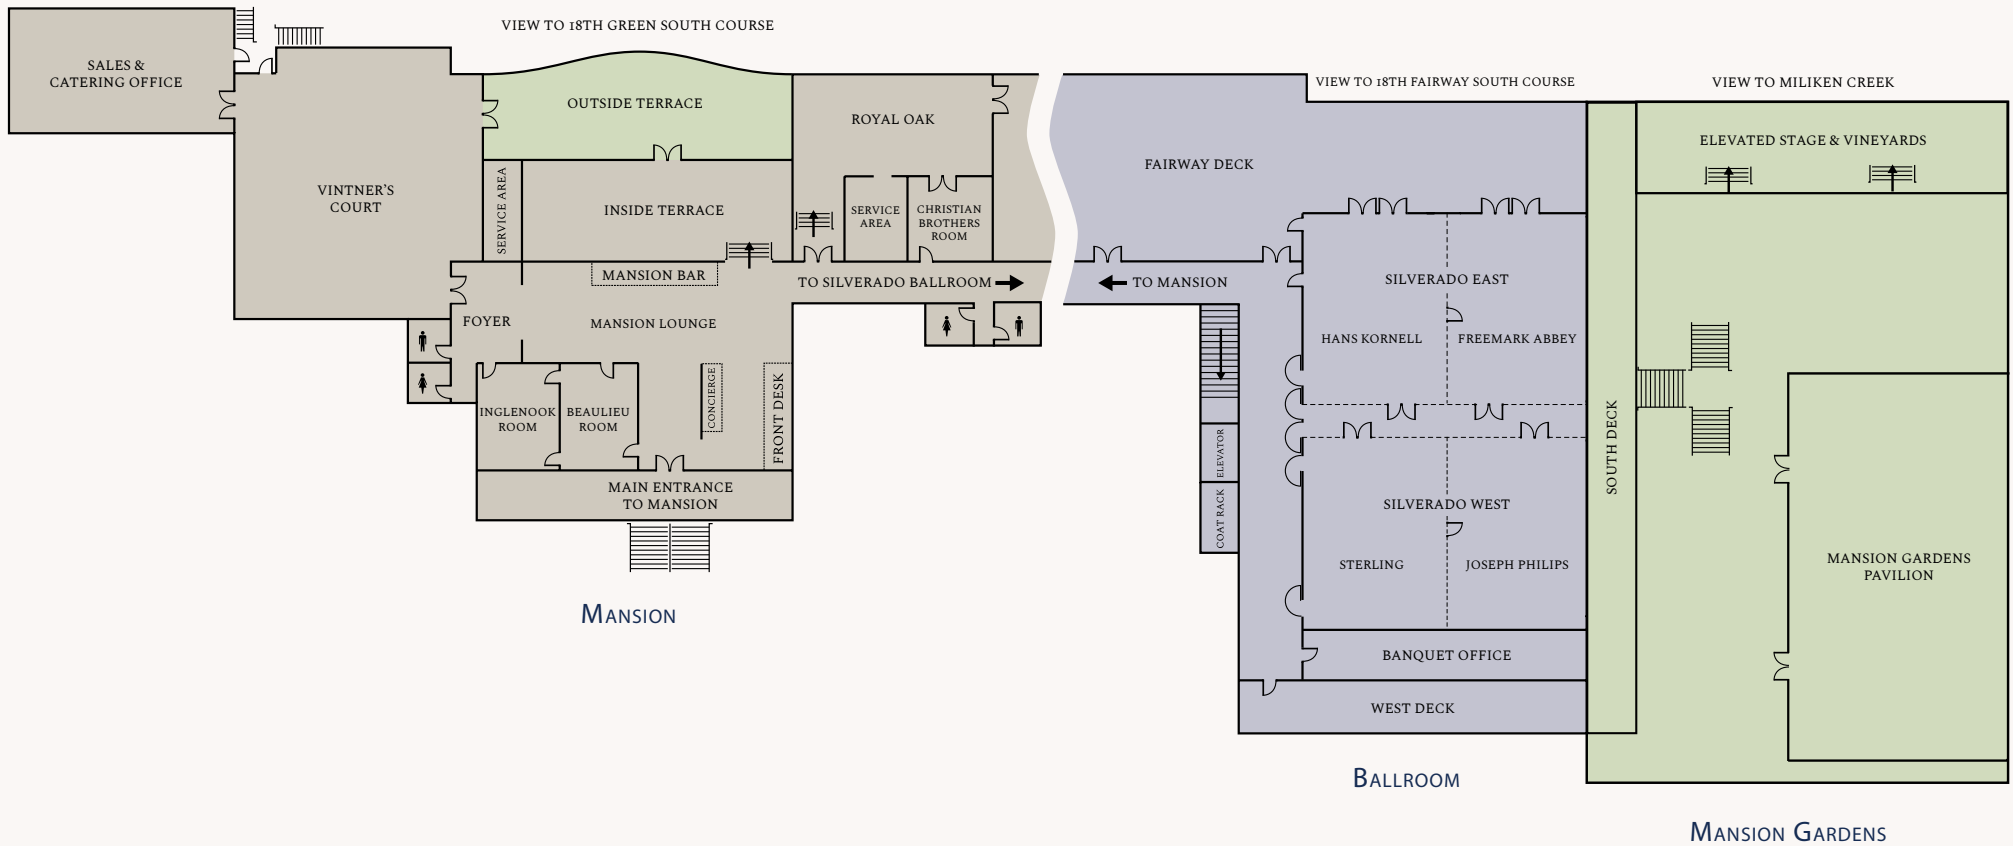 VIEW TO 18TH GREEN SOUTH COURSE
SALES &
CATERING OFFICE
VIEW TO 18TH FAIRWAY SOUTH COURSE
VIEW TO MILIKEN CREEK
OUTSIDE TERRACE
ROYAL OAK
ELEVATED STAGE & VINEYARDS
FAIRWAY DECK
VINTNER'S
COURT
SERVICE AREA
INSIDE TERRACE
SERVICE
AREA
CHRISTIAN
BROTHERS
ROOM
MANSION BAR
TO SILVERADO BALLROOM
TO MANSION
SILVERADO EAST
FOYER
MANSION LOUNGE
HANS KORNELL
FREEMARK ABBEY
CONCIERGE
FRONT DESK
INGLENOOK
ROOM
BEAULIEU
ROOM
ELEVATOR
SOUTH DECK
MAIN ENTRANCE
TO MANSION
COAT RACK
SILVERADO WEST
STERLING
JOSEPH PHILIPS
MANSION GARDENS
PAVILION
MANSION
BANQUET OFFICE
WEST DECK
BALLROOM
MANSION GARDENS